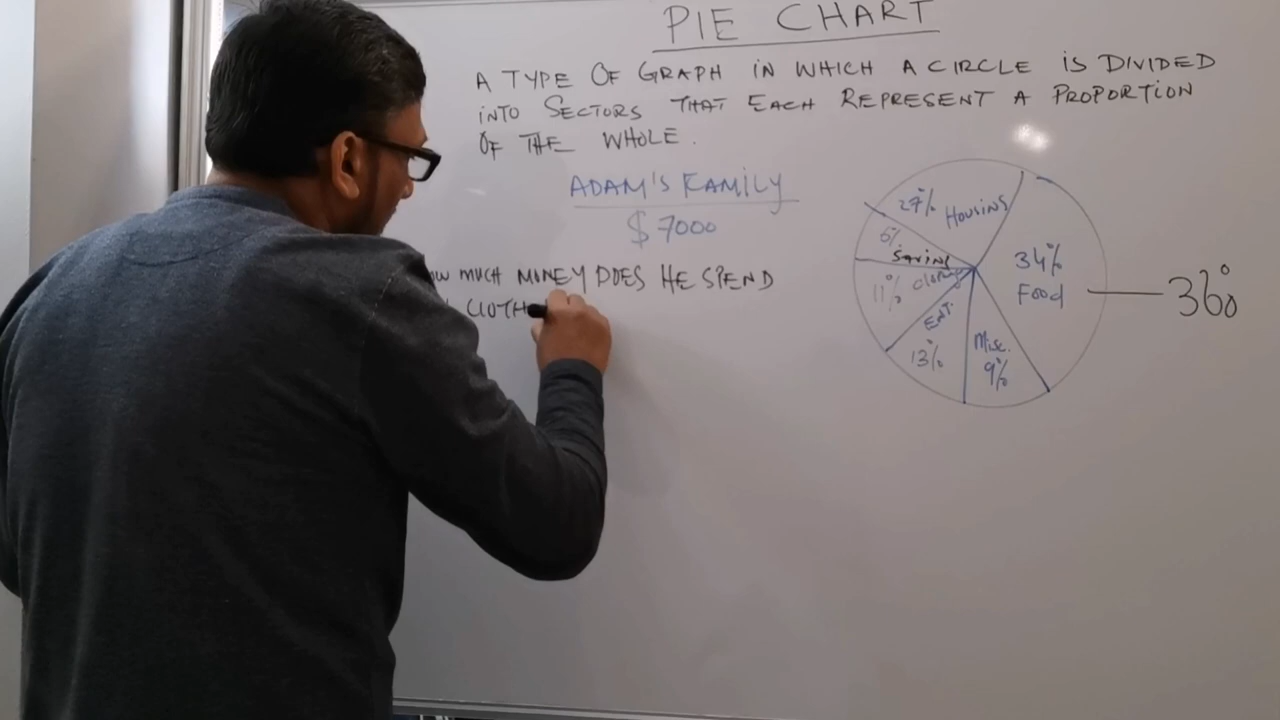 PIE CHART
A TYPE OF GRAPH IN WHICH A CIRCLE IS DIVIDED
INTO SECTORS THAT EACH REPRESENT A PROPORTION
OF THE WHOLE.
ADAM'S FAMILY
$ 7000
MUCH MONEY DOES HE SPEND
CLOTH
27% HOUSING
6%
SAVING
11% Clothing
ENT.
13%
Misc.
9%
34%
Food
360°